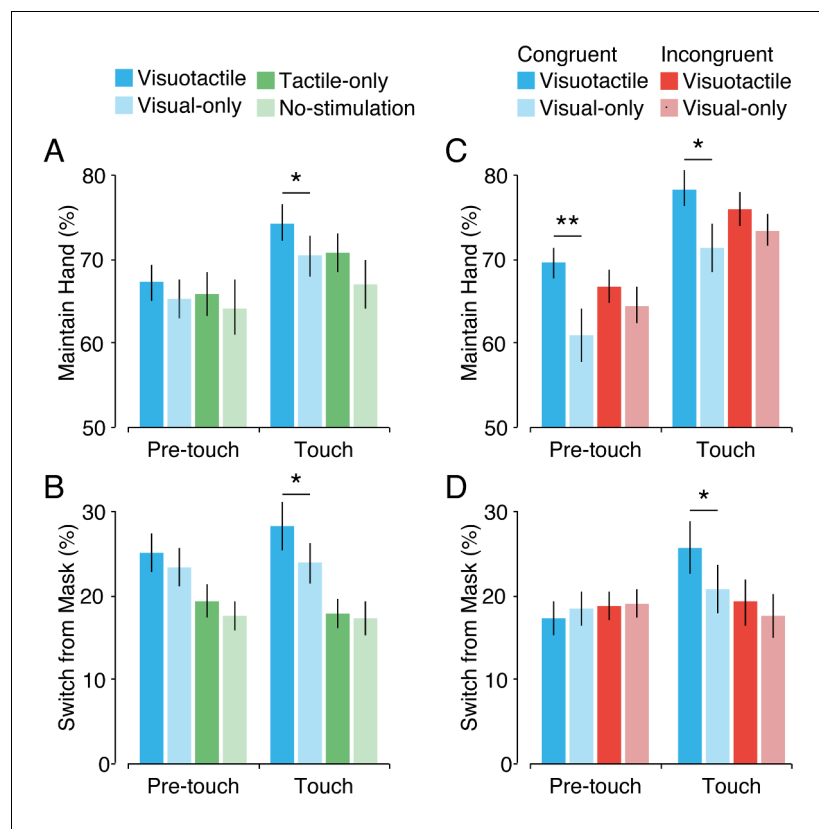 Visuotactile Tactile-only
Visual-only No-stimulation
Congruent Incongruent
Visuotactile Visuotactile
Visual-only Visual-only
A
Maintain Hand (%)
80
70
60
50
*
Pre-touch Touch
C
Maintain Hand (%)
80
70
60
50
**
*
Pre-touch Touch
B
Switch from Mask (%)
30
20
10
0
*
Pre-touch Touch
D
Switch from Mask (%)
30
20
10
0
*
Pre-touch Touch